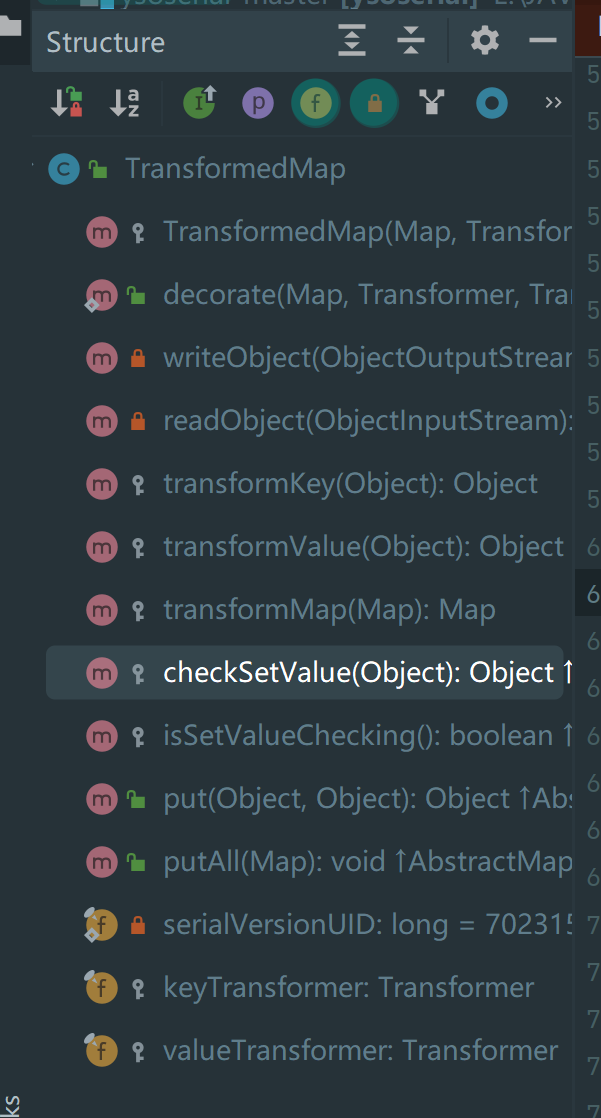 Structure
TransformedMap
TransformedMap(Map, Transfor
decorate(Map, Transformer, Tra
writeObject(ObjectOutputStream
readObject(ObjectInputStream):
transformKey(Object): Object
transformValue(Object): Object
transformMap(Map): Map
checkSetValue(Object): Object ↑
isSetValueChecking(): boolean ↑
put(Object, Object): Object ↑Abs
putAll(Map): void ↑AbstractMap
serialVersionUID: long = 702315
keyTransformer: Transformer
valueTransformer: Transformer